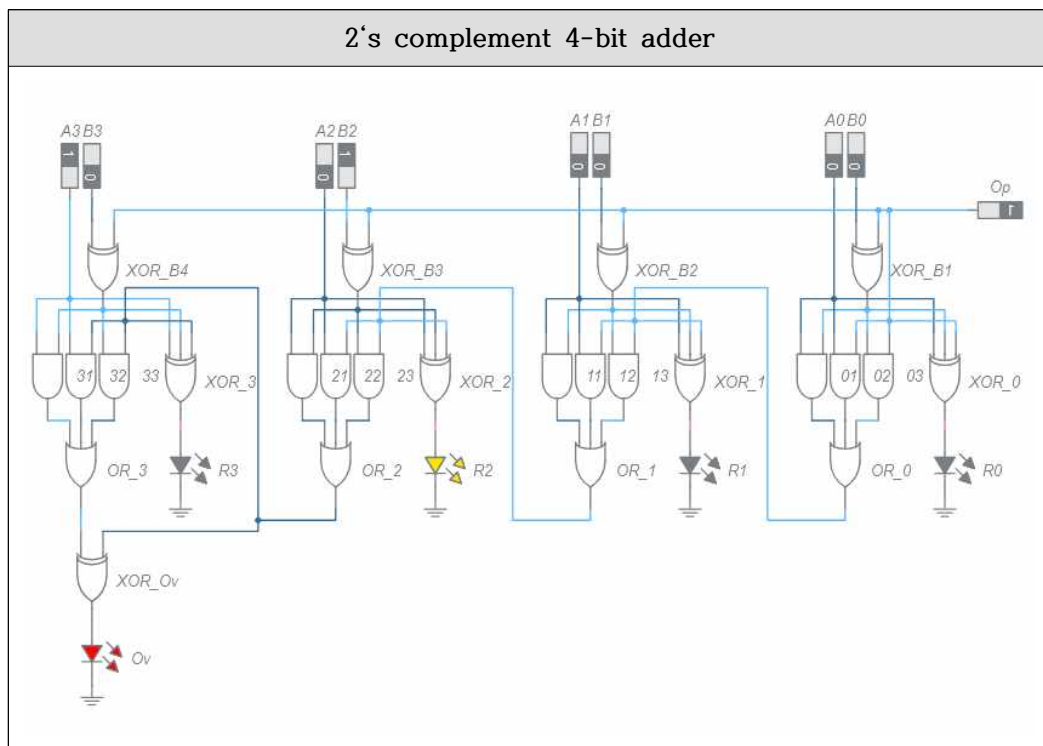 2's complement 4-bit adder
A3 B3 A2 B2 A1 B1 A0 B0
1 0 0 1 0 0 0 0
Op
1
XOR_B4 XOR_B3 XOR_B2 XOR_B1
31 32 33 XOR_3 21 22 23 XOR_2 11 12 13 XOR_1 01 02 03 XOR_0
OR_3 R3 OR_2 R2 OR_1 R1 OR_0 R0
XOR_Ov
Ov